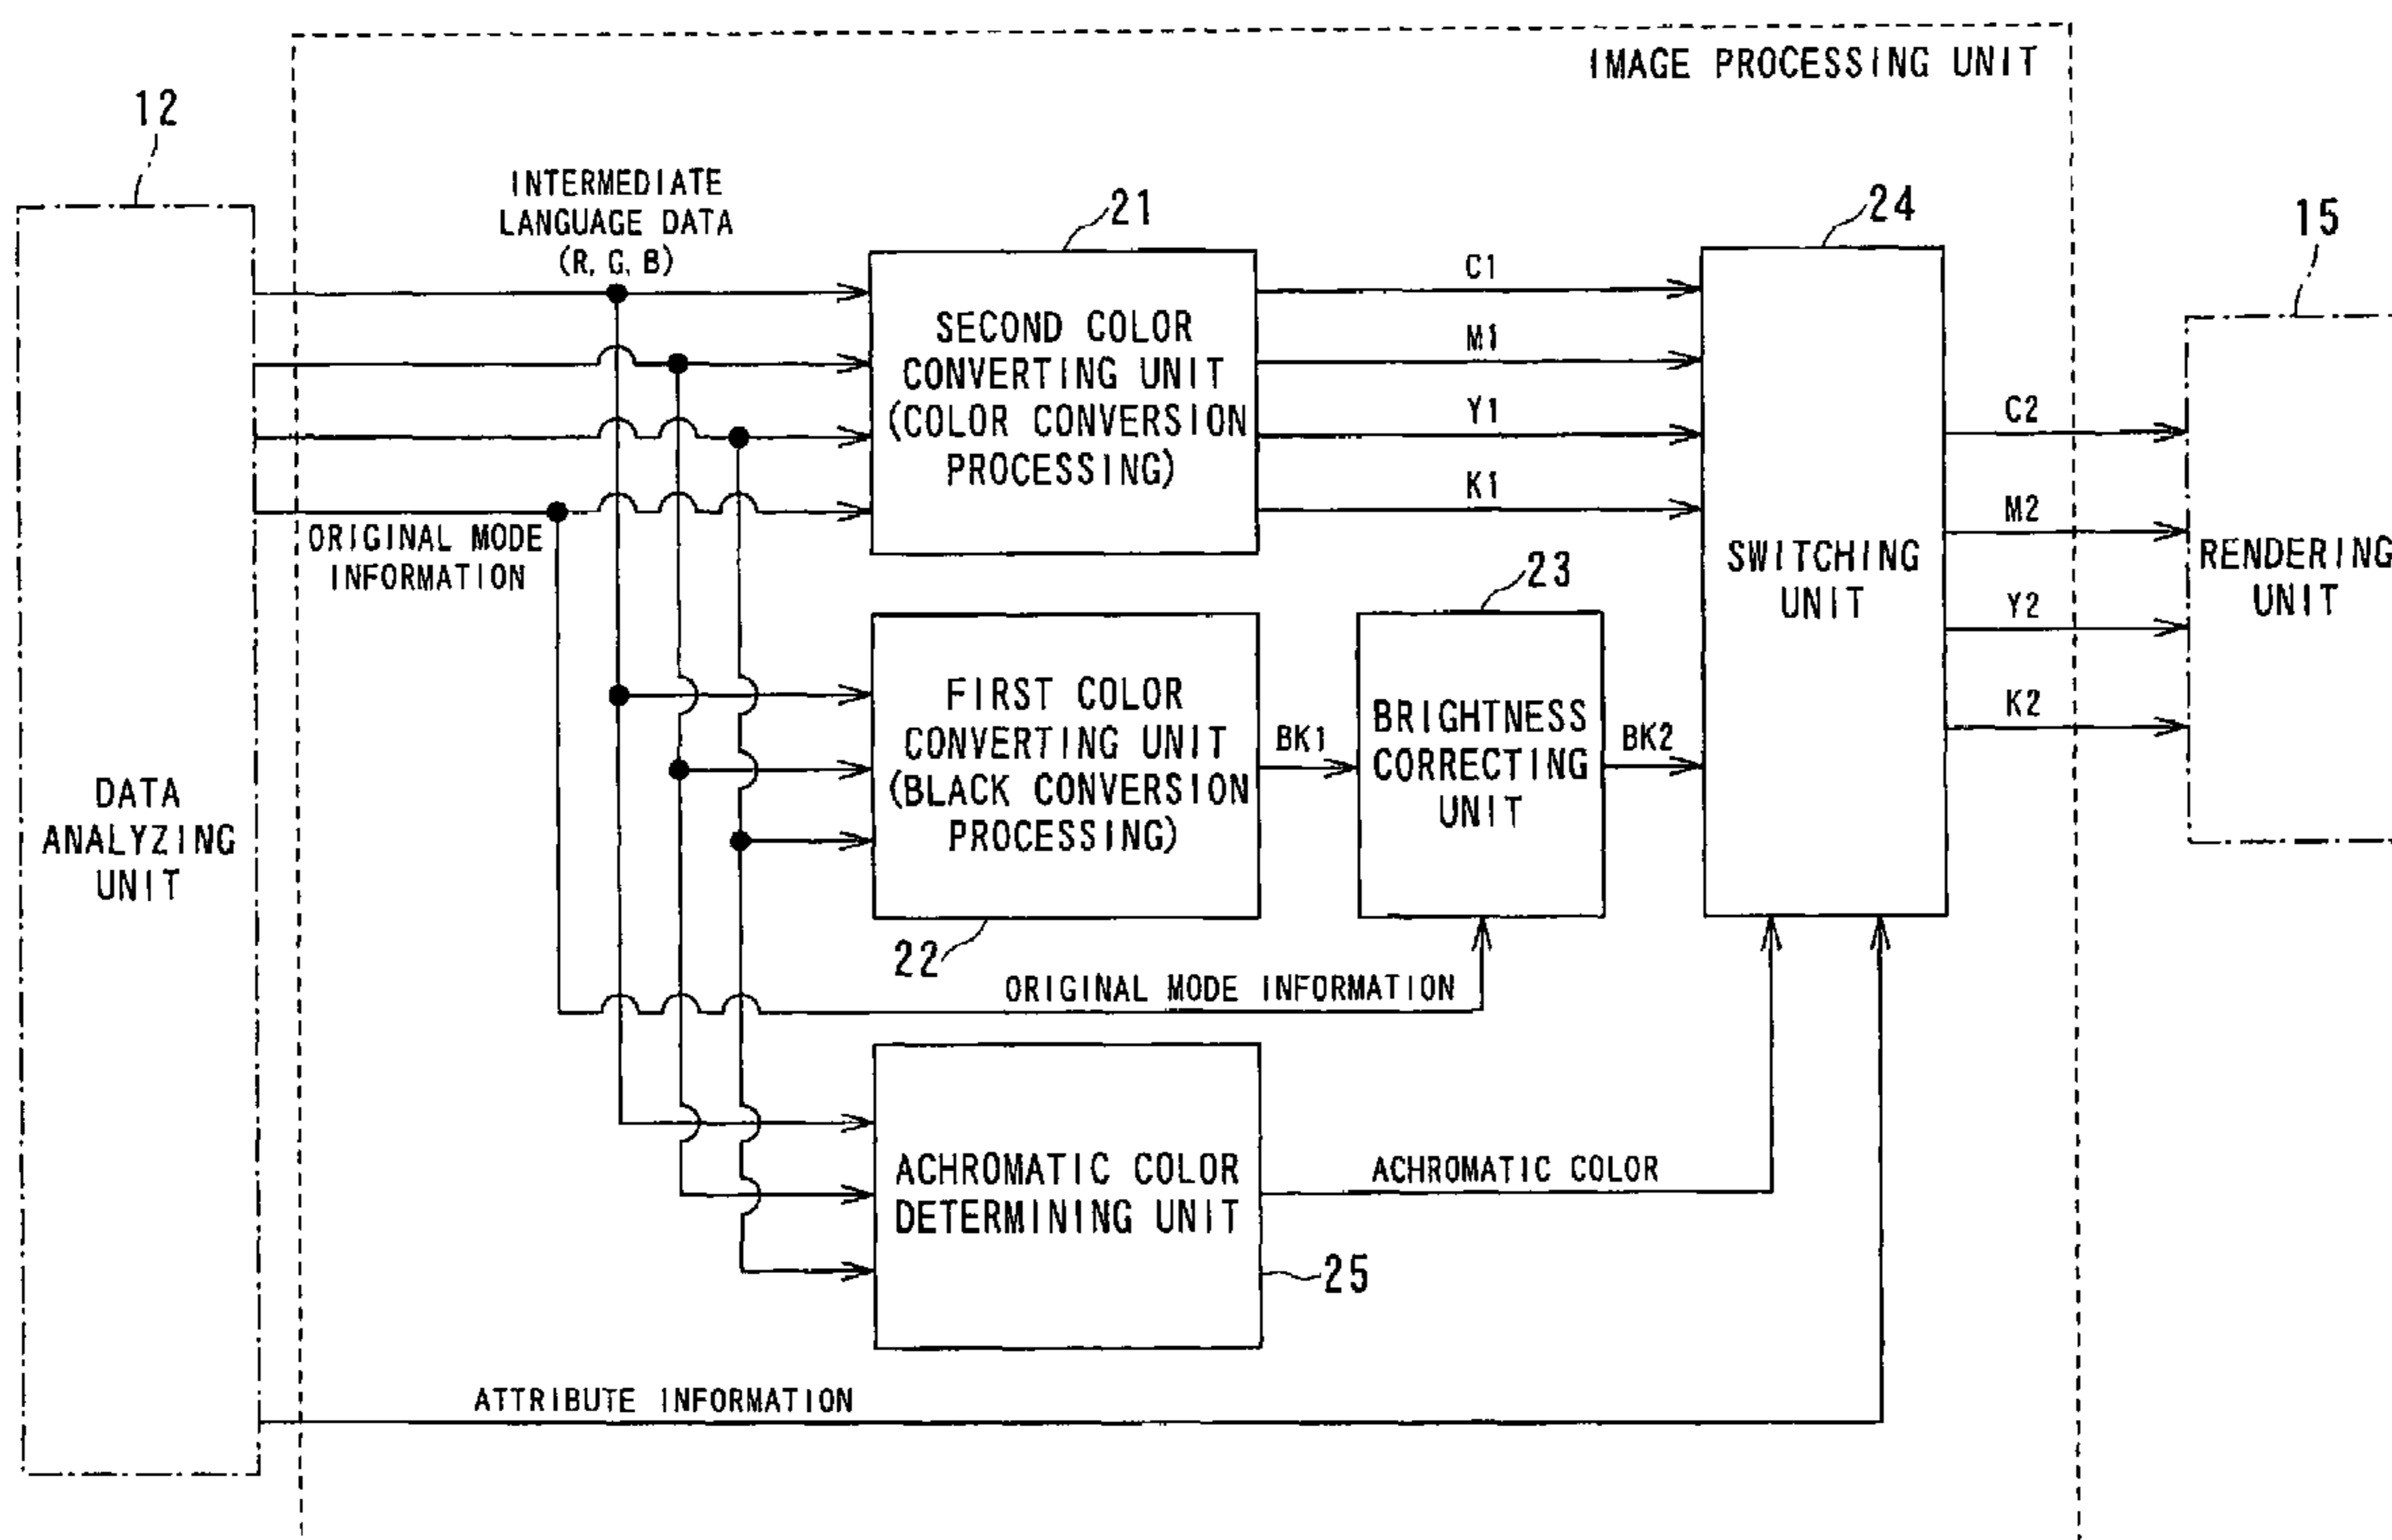 IMAGE PROCESSING UNIT
12
INTERMEDIATE
LANGUAGE DATA
(R, G, B)
21
24
15
SECOND COLOR
CONVERTING UNIT
(COLOR CONVERSION
PROCESSING)
C1
M1
Y1
K1
SWITCHING
UNIT
C2
M2
Y2
K2
RENDERING
UNIT
ORIGINAL MODE
INFORMATION
23
FIRST COLOR
CONVERTING UNIT
(BLACK CONVERSION
PROCESSING)
BK1
BRIGHTNESS
CORRECTING
UNIT
BK2
DATA
ANALYZING
UNIT
22
ORIGINAL MODE INFORMATION
ACHROMATIC COLOR
DETERMINING UNIT
ACHROMATIC COLOR
25
ATTRIBUTE INFORMATION